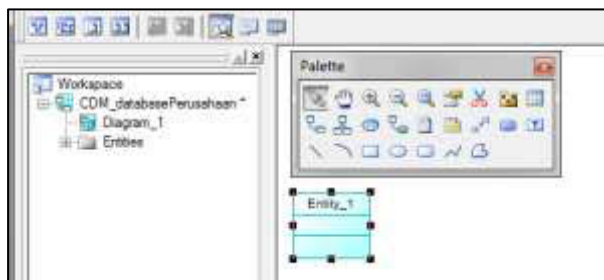 Workspace
CDM_databasePerusahaan *
Diagram_1
Entities
Palette
Entity_1